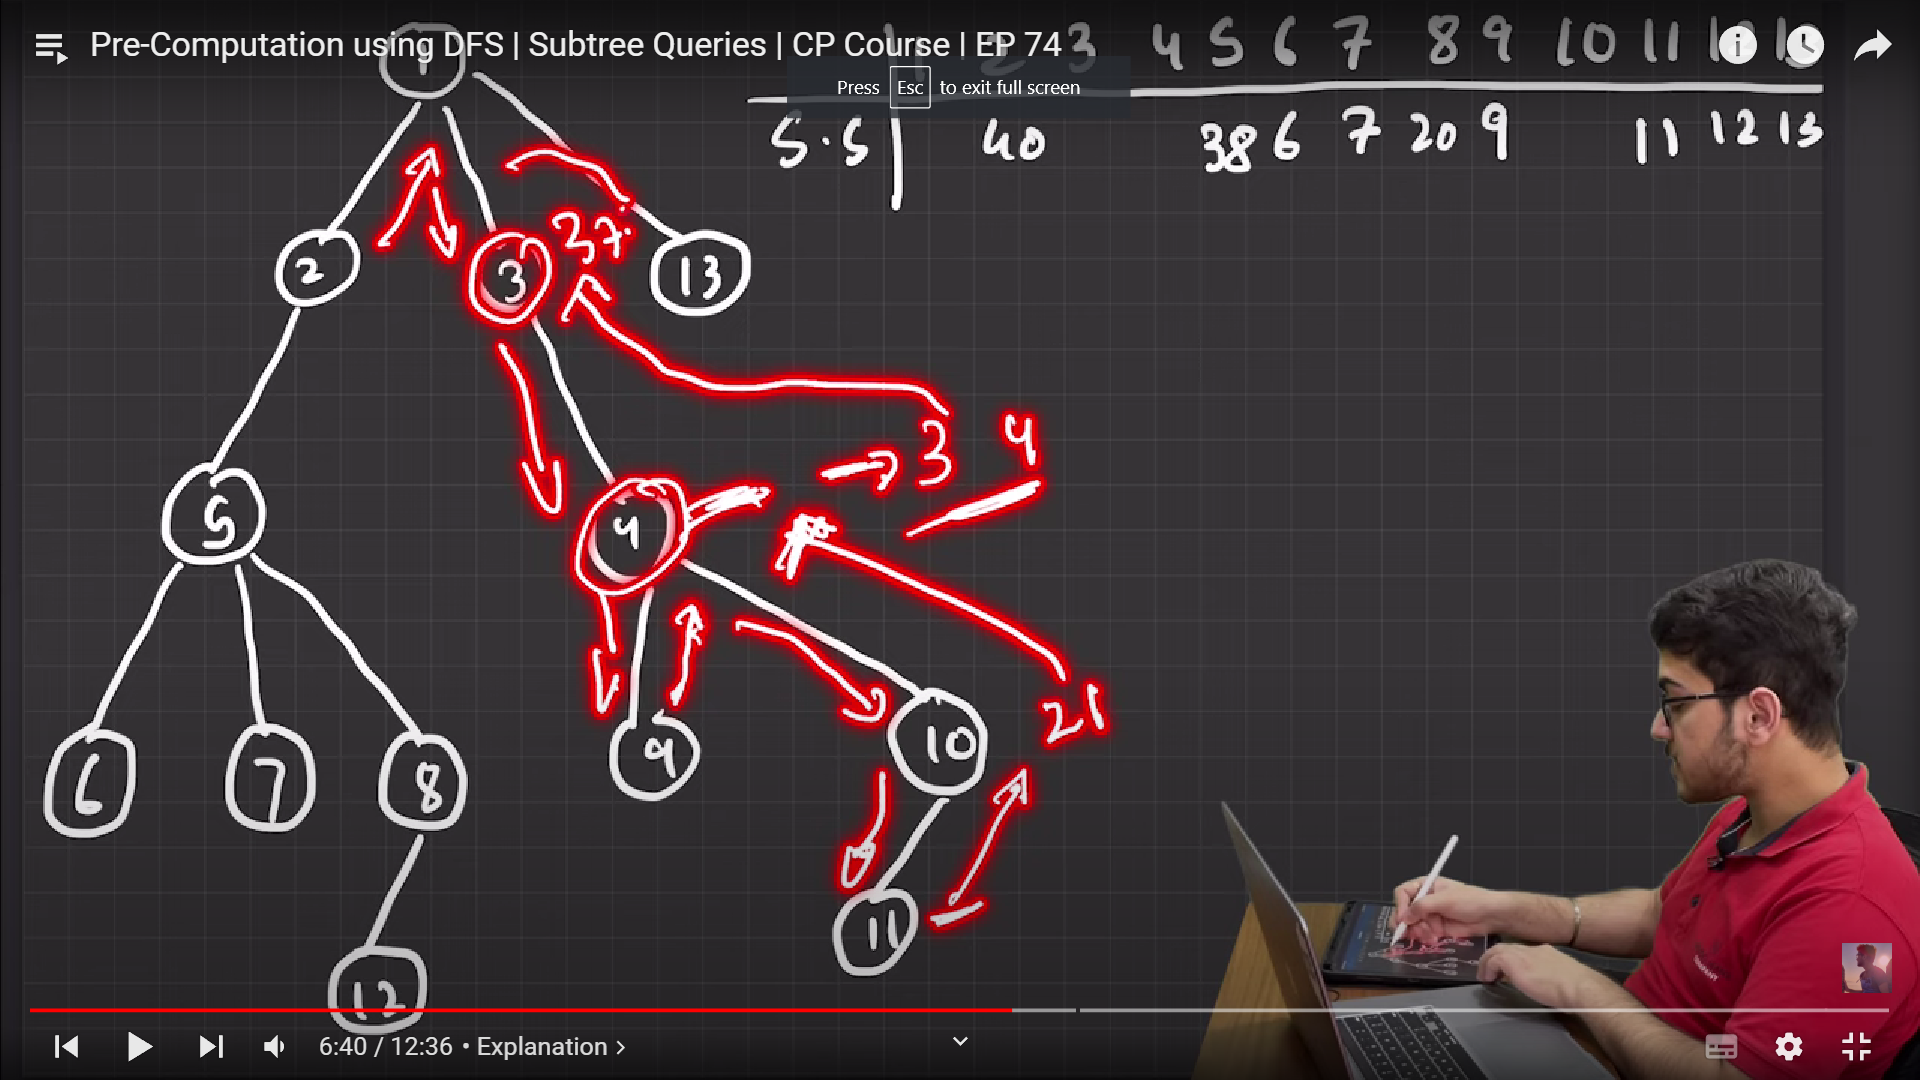 Pre-Computation using DFS | Subtree Queries | CP Course | EP 74
Press Esc to exit full screen
1 2 3 4 5 6 7 8 9 10 11 12 13
S.S 40 38 6 7 20 9 11 12 13
1
2 3 37 13
3 4
5 4
21
6 7 8 9 10
11
12
6:40 / 12:36 • Explanation >